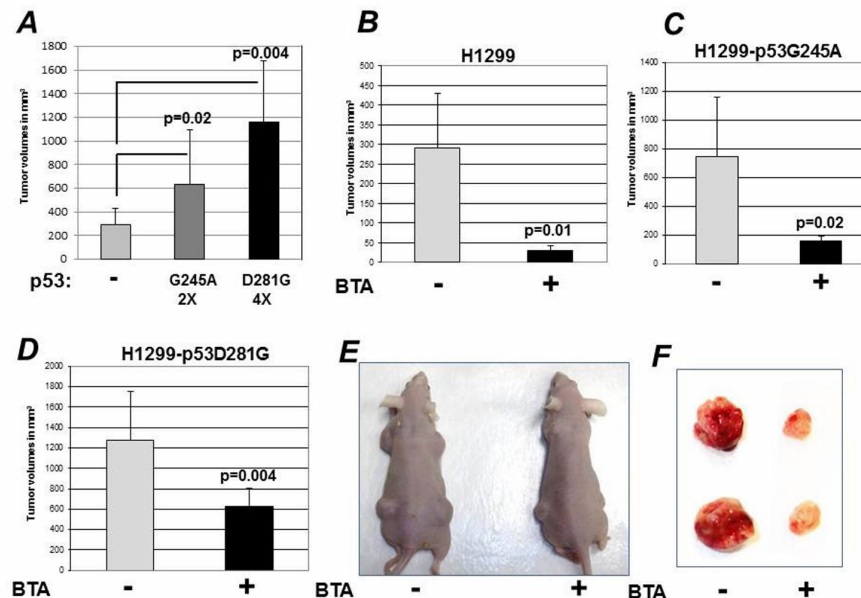 A
1800
1600
1400
1200
1000
800
600
400
200
0
Tumor volumes in mm³
p=0.02
p=0.004
p53:
-
G245A
2X
D281G
4X
B
H1299
500
450
400
350
300
250
200
150
100
50
0
Tumor volumes in mm³
p=0.01
BTA
-
+
C
H1299-p53G245A
1400
1200
1000
800
600
400
200
0
Tumor volumes in mm³
p=0.02
-
+
D
H1299-p53D281G
2000
1800
1600
1400
1200
1000
800
600
400
200
0
Tumor volumes in mm³
p=0.004
BTA
-
+
E
BTA
-
+
F
BTA
-
+